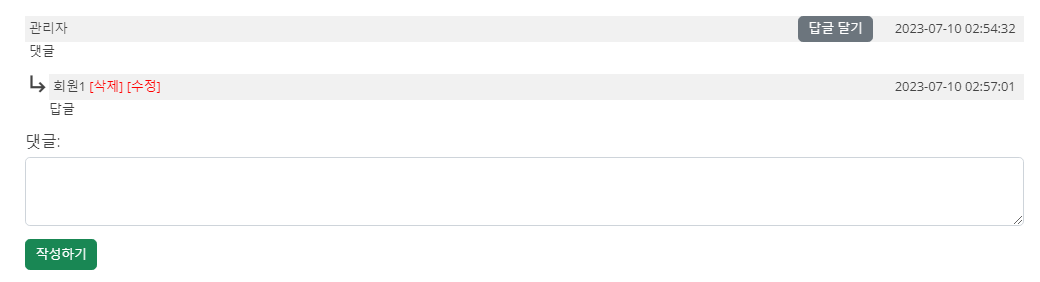 관리자 답글 달기 2023-07-10 02:54:32
댓글
회원1 [삭제] [수정] 2023-07-10 02:57:01
답글
댓글:
작성하기